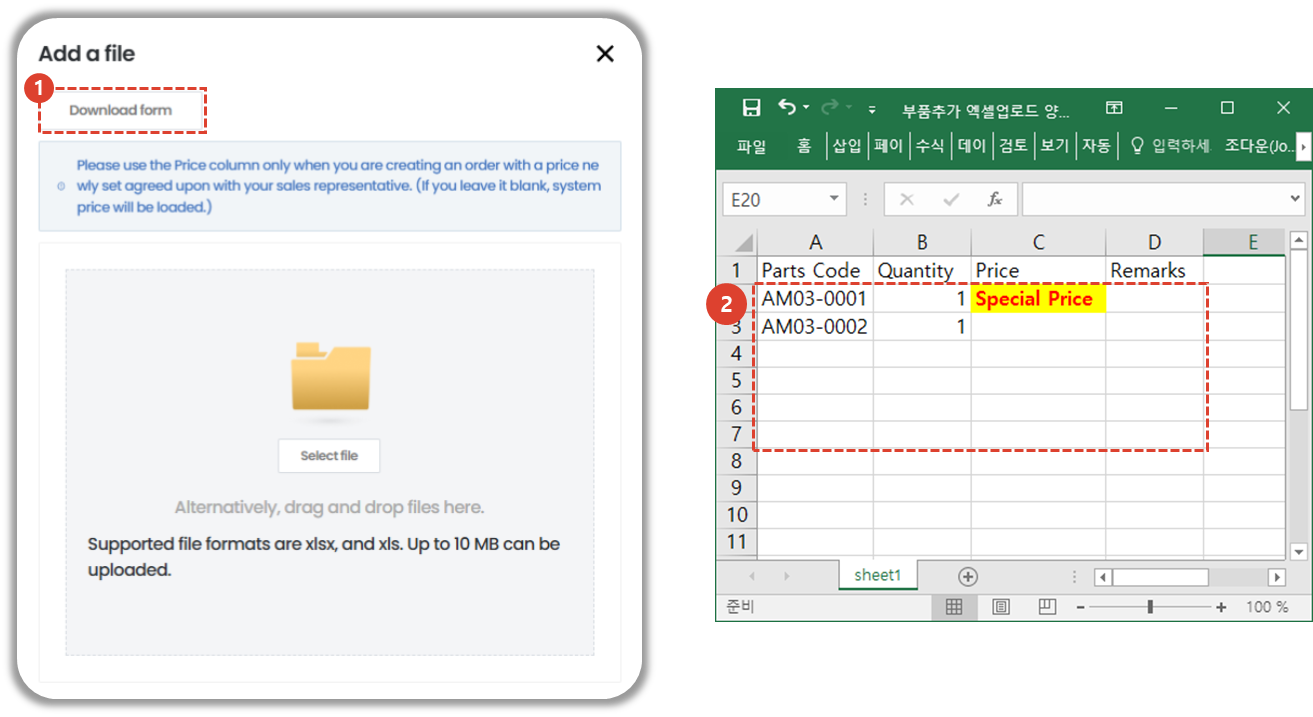 Add a file
1
Download form
Please use the Price column only when you are creating an order with a price ne
wly set agreed upon with your sales representative. (If you leave it blank, system
price will be loaded.)
Select file
Alternatively, drag and drop files here.
Supported file formats are xlsx, and xls. Up to 10 MB can be
uploaded.
부품추가 엑셀업로드 양...
파일 홈 삽입 페이 수식 데이 검토 보기 자동 입력하세 조다운(Jo...
E20 fx
A B C D E
1 Parts Code Quantity Price Remarks
2 AM03-0001 1 Special Price
3 AM03-0002 1
4
5
6
7
8
9
10
11
sheet1
준비 100 %